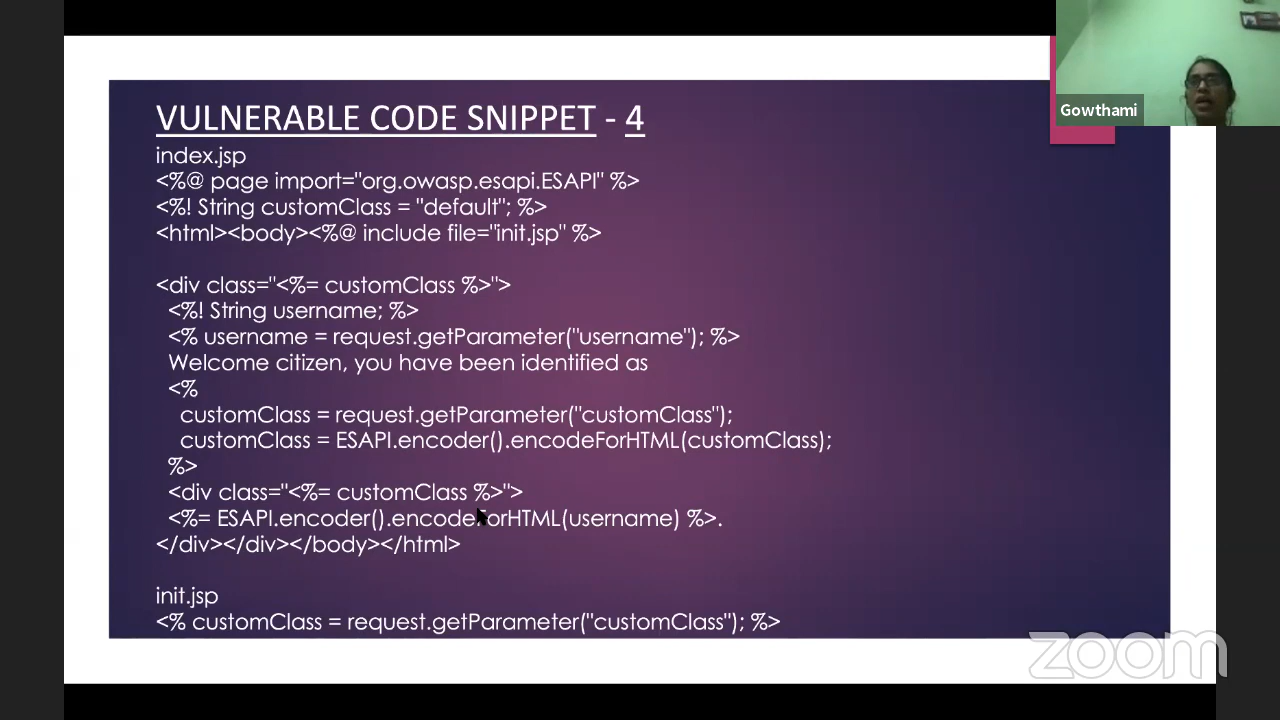 VULNERABLE CODE SNIPPET - 4
index.jsp
<%@ page import="org.owasp.esapi.ESAPI" %>
<%! String customClass = "default"; %>
<html><body><%@ include file="init.jsp" %>
<div class="<%= customClass %>">
<%! String username; %>
<% username = request.getParameter("username"); %>
Welcome citizen, you have been identified as
<%
customClass = request.getParameter("customClass");
customClass = ESAPI.encoder().encodeForHTML(customClass);
%>
<div class="<%= customClass %>">
<%= ESAPI.encoder().encodeForHTML(username) %>.
</div></div></body></html>
init.jsp
<% customClass = request.getParameter("customClass"); %>
Gowthami
zoom